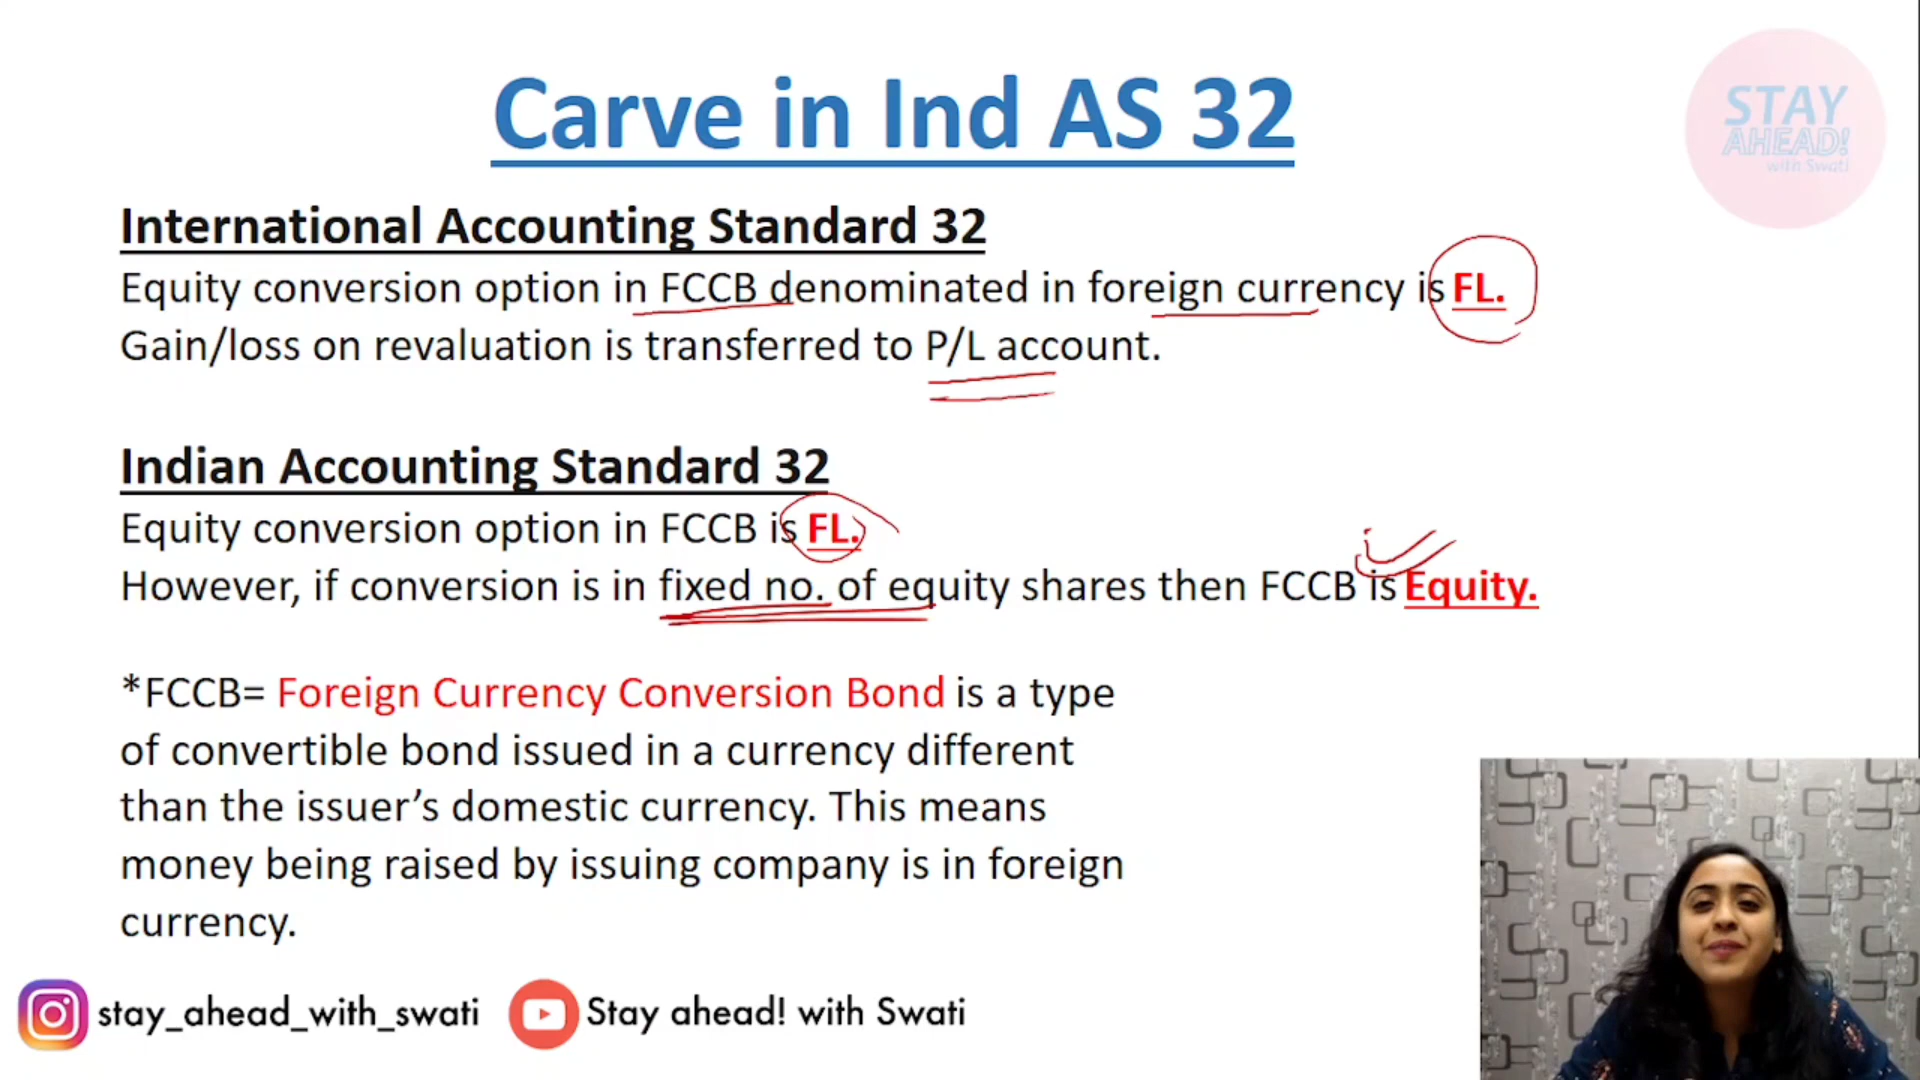 Carve in Ind AS 32
STAY
AHEAD!
with Swati
International Accounting Standard 32
Equity conversion option in FCCB denominated in foreign currency is FL.
Gain/loss on revaluation is transferred to P/L account.
Indian Accounting Standard 32
Equity conversion option in FCCB is FL.
However, if conversion is in fixed no. of equity shares then FCCB is Equity.
*FCCB= Foreign Currency Conversion Bond is a type
of convertible bond issued in a currency different
than the issuer’s domestic currency. This means
money being raised by issuing company is in foreign
currency.
stay_ahead_with_swati
Stay ahead! with Swati